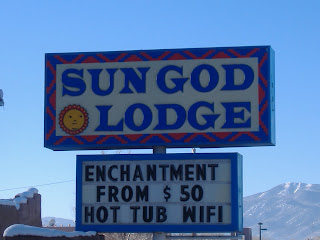 SUN GOD
LODGE
ENCHANTMENT
FROM $50
HOT TUB WIFI